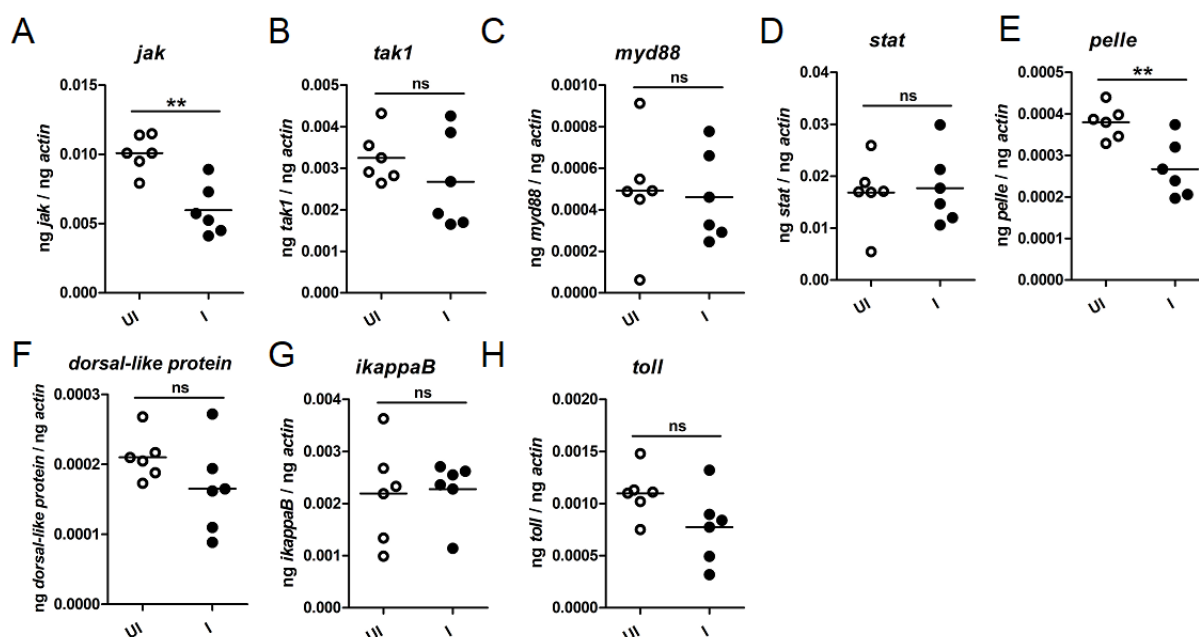 A
jak
**
ng jak / ng actin
0.015
0.010
0.005
0.000
UI
I
B
tak1
ns
ng tak1 / ng actin
0.005
0.004
0.003
0.002
0.001
0.000
UI
I
C
myd88
ns
ng myd88 / ng actin
0.0010
0.0008
0.0006
0.0004
0.0002
0.0000
UI
I
D
stat
ns
ng stat / ng actin
0.04
0.03
0.02
0.01
0.00
UI
I
E
pelle
**
ng pelle / ng actin
0.0005
0.0004
0.0003
0.0002
0.0001
0.0000
UI
I
F
dorsal-like protein
ns
ng dorsal-like protein / ng actin
0.0003
0.0002
0.0001
0.0000
UI
I
G
ikappaB
ns
ng ikappaB / ng actin
0.004
0.003
0.002
0.001
0.000
UI
I
H
toll
ns
ng toll / ng actin
0.0020
0.0015
0.0010
0.0005
0.0000
UI
I